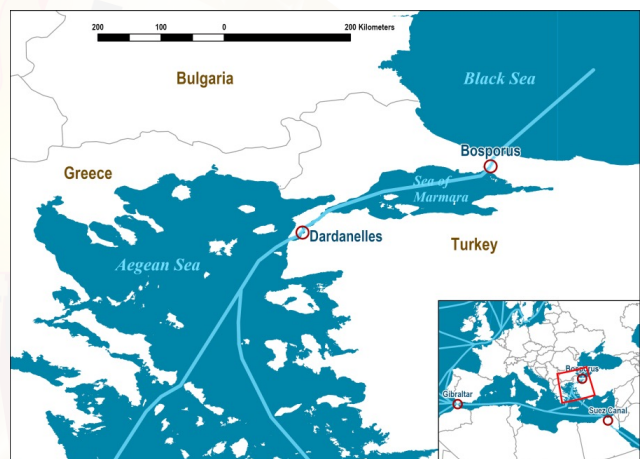 200 100 0 200 Kilometers
Bulgaria
Black Sea
Bosporus
Greece
Sea of
Marmara
Dardanelles
Turkey
Aegean Sea
Bosporus
Gibraltar
Suez Canal